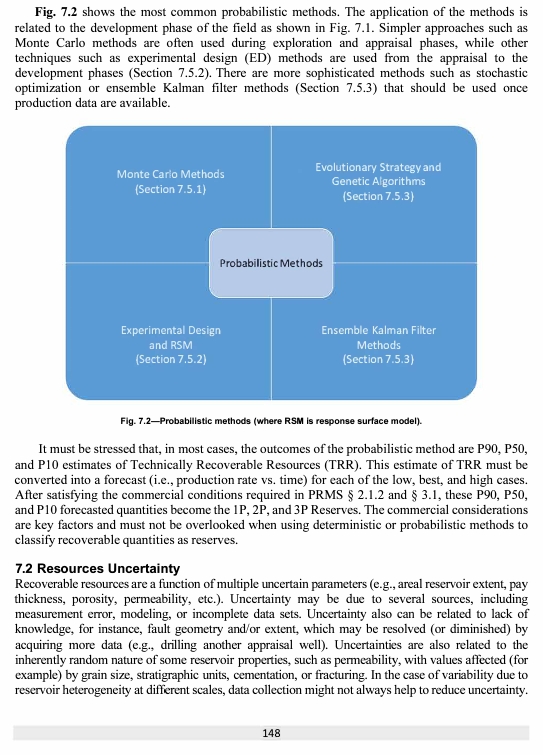 Fig. 7.2 shows the most common probabilistic methods. The application of the methods is
related to the development phase of the field as shown in Fig. 7.1. Simpler approaches such as
Monte Carlo methods are often used during exploration and appraisal phases, while other
techniques such as experimental design (ED) methods are used from the appraisal to the
development phases (Section 7.5.2). There are more sophisticated methods such as stochastic
optimization or ensemble Kalman filter methods (Section 7.5.3) that should be used once
production data are available.
Monte Carlo Methods
(Section 7.5.1)
Evolutionary Strategy and
Genetic Algorithms
(Section 7.5.3)
Probabilistic Methods
Experimental Design
and RSM
(Section 7.5.2)
Ensemble Kalman Filter
Methods
(Section 7.5.3)
Fig. 7.2—Probabilistic methods (where RSM is response surface model).
It must be stressed that, in most cases, the outcomes of the probabilistic method are P90, P50,
and P10 estimates of Technically Recoverable Resources (TRR). This estimate of TRR must be
converted into a forecast (i.e., production rate vs. time) for each of the low, best, and high cases.
After satisfying the commercial conditions required in PRMS § 2.1.2 and § 3.1, these P90, P50,
and P10 forecasted quantities become the 1P, 2P, and 3P Reserves. The commercial considerations
are key factors and must not be overlooked when using deterministic or probabilistic methods to
classify recoverable quantities as reserves.
7.2 Resources Uncertainty
Recoverable resources are a function of multiple uncertain parameters (e.g., areal reservoir extent, pay
thickness, porosity, permeability, etc.). Uncertainty may be due to several sources, including
measurement error, modeling, or incomplete data sets. Uncertainty also can be related to lack of
knowledge, for instance, fault geometry and/or extent, which may be resolved (or diminished) by
acquiring more data (e.g., drilling another appraisal well). Uncertainties are also related to the
inherently random nature of some reservoir properties, such as permeability, with values affected (for
example) by grain size, stratigraphic units, cementation, or fracturing. In the case of variability due to
reservoir heterogeneity at different scales, data collection might not always help to reduce uncertainty.
148